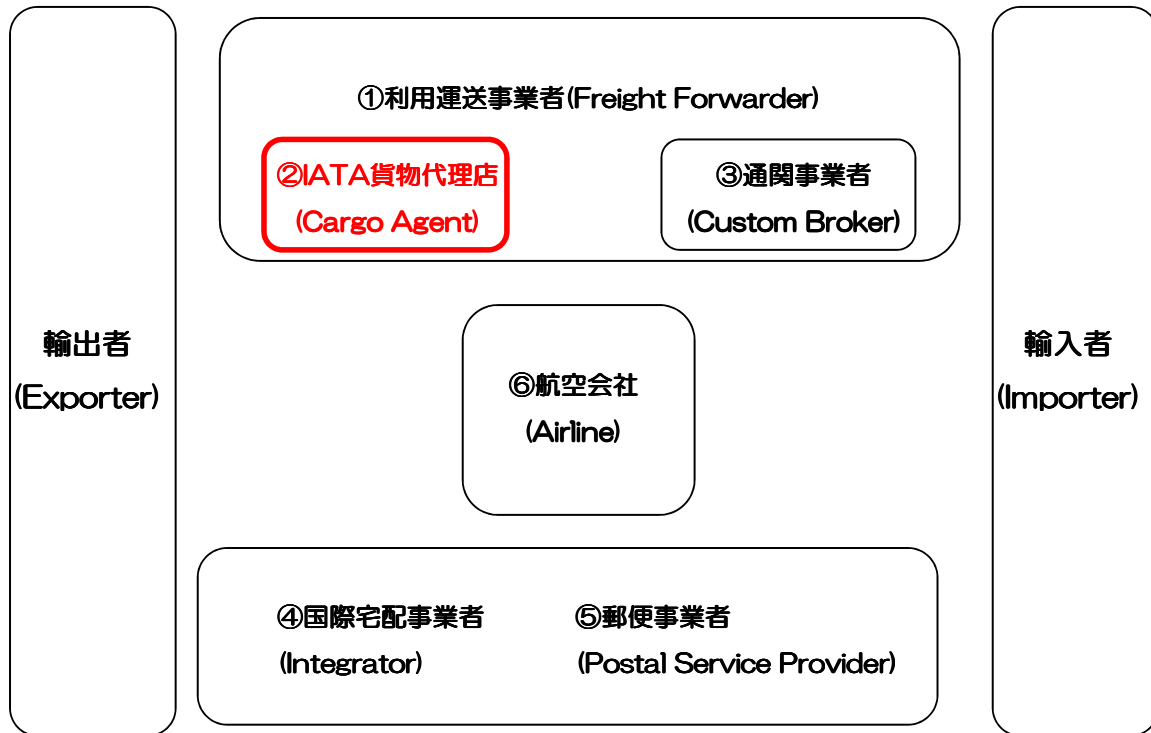 ①利用運送事業者(Freight Forwarder)
②IATA貨物代理店
(Cargo Agent)
③通関事業者
(Custom Broker)
輸出者
(Exporter)
⑥航空会社
(Airline)
輸入者
(Importer)
④国際宅配事業者
(Integrator)
⑤郵便事業者
(Postal Service Provider)